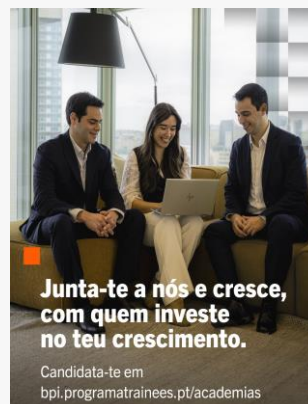 Junta-te a nós e cresce,
com quem investe
no teu crescimento.
Candidata-te em
bpi.programatrainees.pt/academias